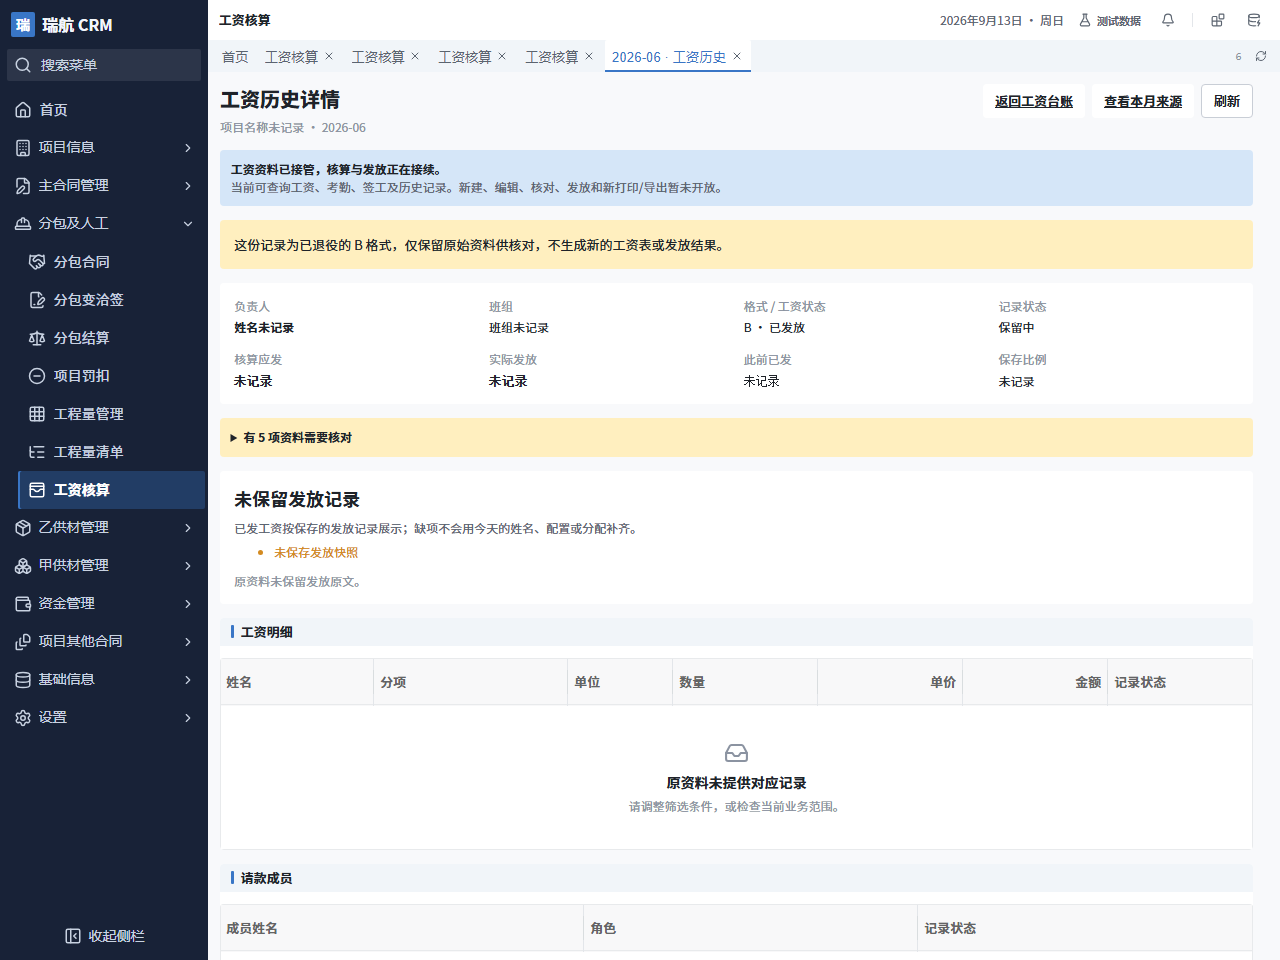 瑞 瑞航 CRM
搜索菜单
首页
项目信息
主合同管理
分包及人工
分包合同
分包变洽签
分包结算
项目罚扣
工程量管理
工程量清单
工资核算
乙供材管理
甲供材管理
资金管理
项目其他合同
基础信息
设置
收起侧栏
工资核算
2026年9月13日 • 周日 测试数据
首页 工资核算 工资核算 工资核算 工资核算 2026-06 · 工资历史 6
工资历史详情
项目名称未记录 • 2026-06
返回工资台账 查看本月来源 刷新
工资资料已接管，核算与发放正在接续。
当前可查询工资、考勤、签工及历史记录。新建、编辑、核对、发放和新打印/导出暂未开放。
这份记录为已退役的 B 格式，仅保留原始资料供核对，不生成新的工资表或发放结果。
负责人 班组 格式 / 工资状态 记录状态
姓名未记录 班组未记录 B • 已发放 保留中
核算应发 实际发放 此前已发 保存比例
未记录 未记录 未记录 未记录
有 5 项资料需要核对
未保留发放记录
已发工资按保存的发放记录展示；缺项不会用今天的姓名、配置或分配补齐。
• 未保存发放快照
原资料未保留发放原文。
工资明细
姓名 分项 单位 数量 单价 金额 记录状态
原资料未提供对应记录
请调整筛选条件，或检查当前业务范围。
请款成员
成员姓名 角色 记录状态